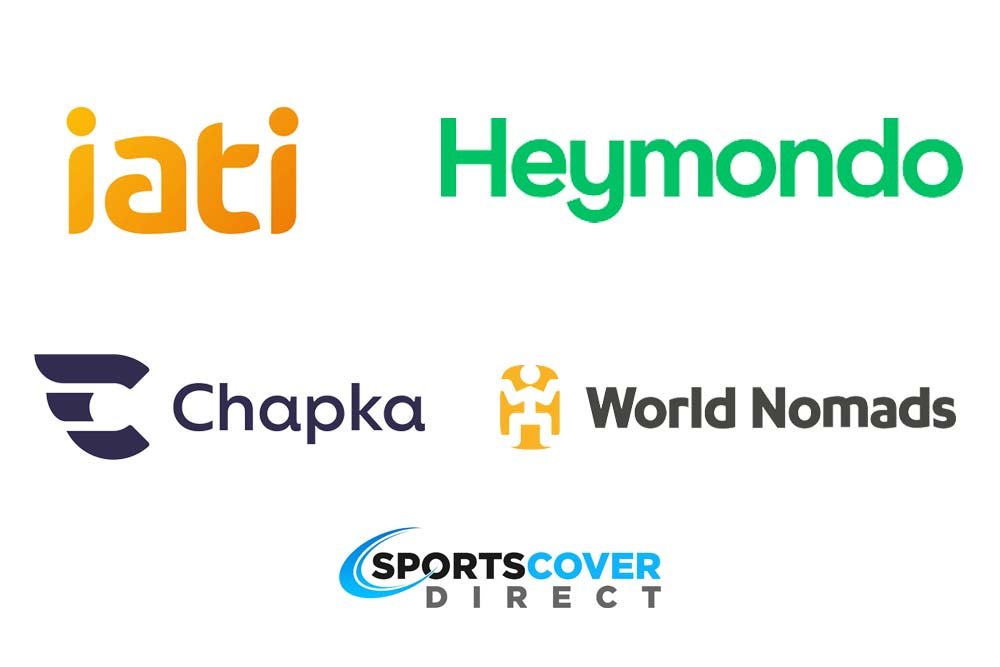 iati
Heymondo
Chapka
World Nomads
SPORTSCOVER
DIRECT